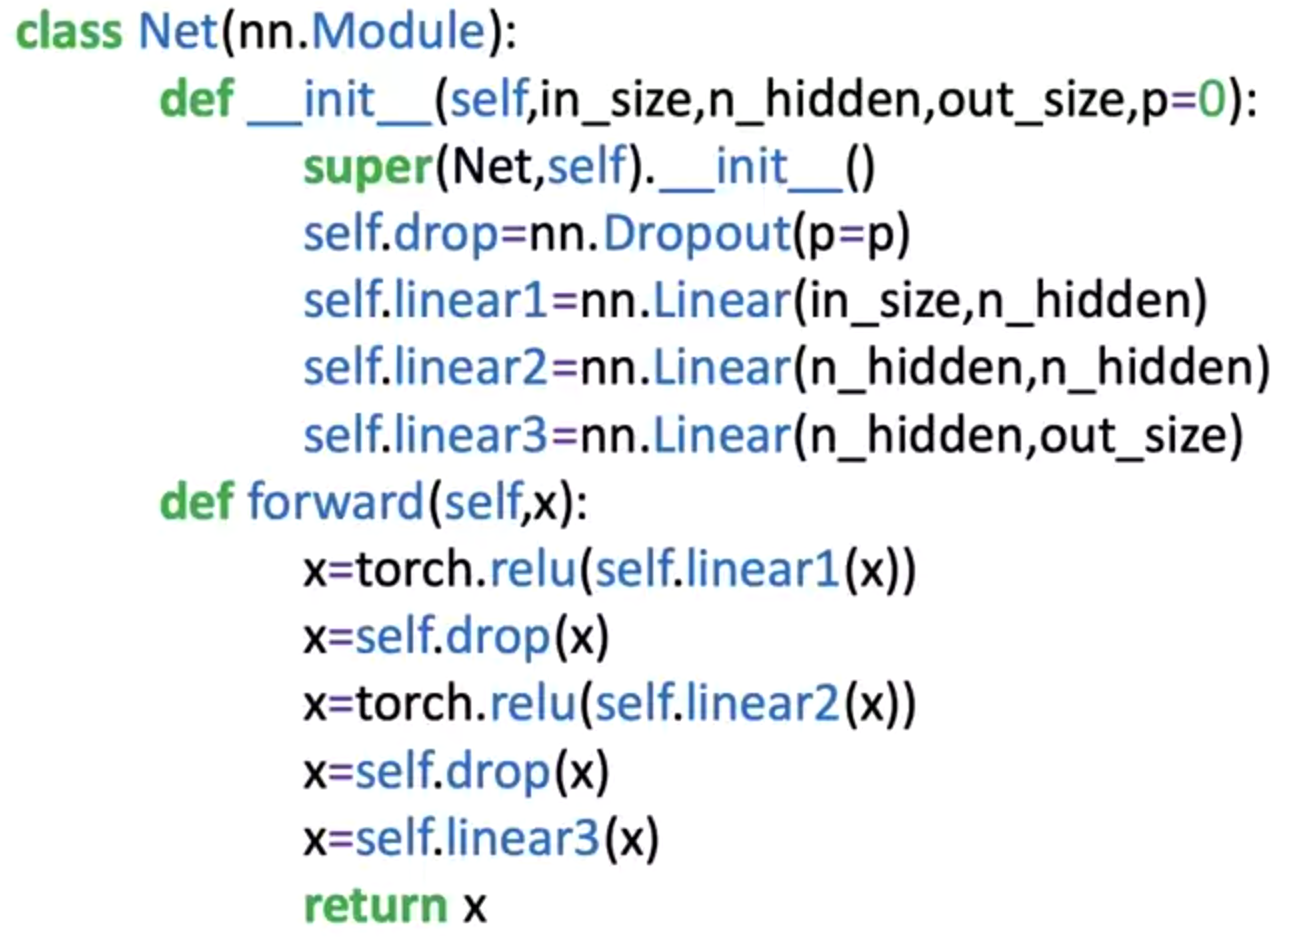 class Net(nn.Module):
def __init__(self,in_size,n_hidden,out_size,p=0):
super(Net,self).__init__()
self.drop=nn.Dropout(p=p)
self.linear1=nn.Linear(in_size,n_hidden)
self.linear2=nn.Linear(n_hidden,n_hidden)
self.linear3=nn.Linear(n_hidden,out_size)
def forward(self,x):
x=torch.relu(self.linear1(x))
x=self.drop(x)
x=torch.relu(self.linear2(x))
x=self.drop(x)
x=self.linear3(x)
return x